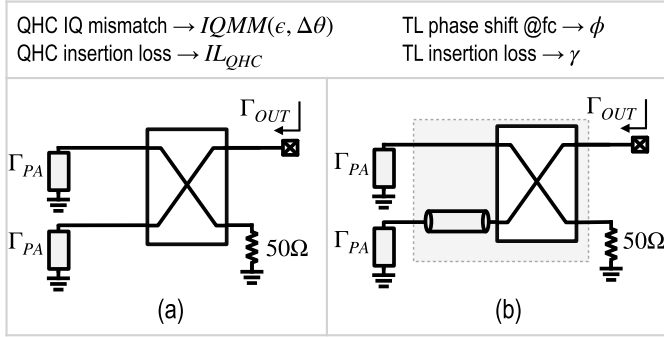 QHC IQ mismatch → IQMM(ϵ, Δθ)
TL phase shift @fc → ϕ
QHC insertion loss → IL_QHC
TL insertion loss → γ
Γ_OUT
Γ_PA
Γ_PA
50Ω
(a)
Γ_OUT
Γ_PA
Γ_PA
50Ω
(b)